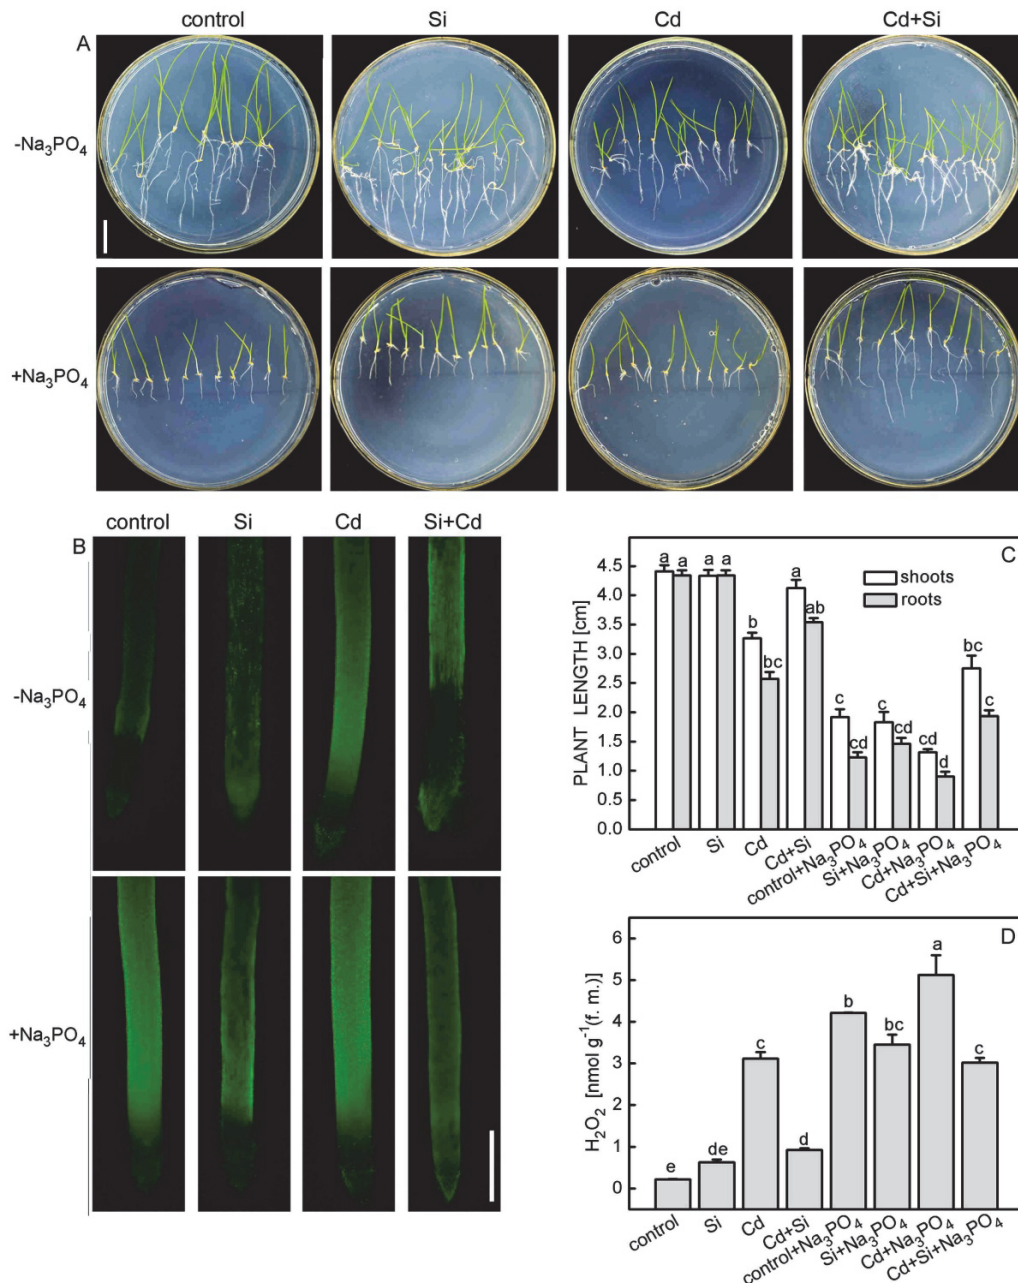 control Si Cd Cd+Si
A
-Na₃PO₄
+Na₃PO₄
B
control Si Cd Si+Cd
-Na₃PO₄
+Na₃PO₄
C
PLANT LENGTH [cm]
4.5
4.0
3.5
3.0
2.5
2.0
1.5
1.0
0.5
0.0
shoots
roots
a a a a b bc a ab c cd c cd cd d bc c
control Si Cd Cd+Si control+Na₃PO₄ Si+Na₃PO₄ Cd+Na₃PO₄ Cd+Si+Na₃PO₄
D
H₂O₂ [nmol g⁻¹(f. m.)]
6
5
4
3
2
1
0
e de c d b bc a c
control Si Cd Cd+Si control+Na₃PO₄ Si+Na₃PO₄ Cd+Na₃PO₄ Cd+Si+Na₃PO₄